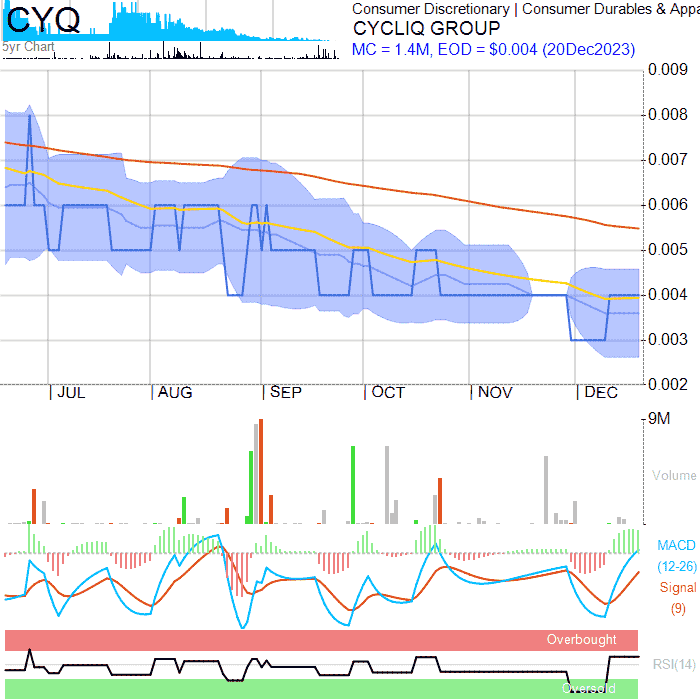 CYQ
5yr Chart
Consumer Discretionary | Consumer Durables & Appa
CYCLIQ GROUP
MC = 1.4M, EOD = $0.004 (20Dec2023)
0.009
0.008
0.007
0.006
0.005
0.004
0.003
0.002
JUL AUG SEP OCT NOV DEC
9M
Volume
MACD
(12-26)
Signal
(9)
Overbought
RSI(14)
Oversold